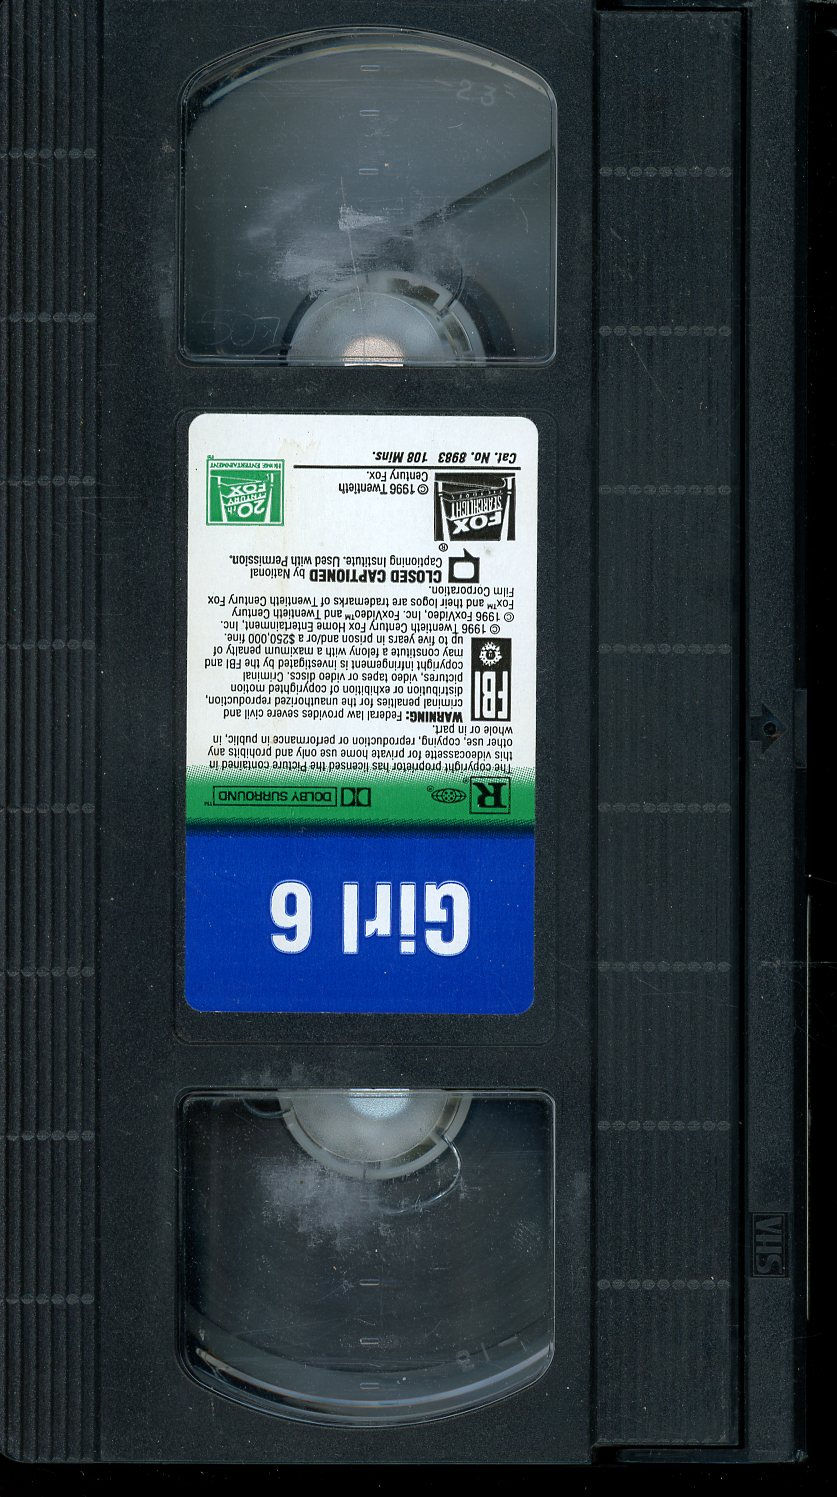 Girl 6
R
®
DOLBY SURROUND™
The copyright proprietor has licensed the Picture contained in
this videocassette for private home use only and prohibits any
other use, copying, reproduction or performance in public, in
whole or in part.
FBI
WARNING: Federal law provides severe civil and
criminal penalties for the unauthorized reproduction,
distribution or exhibition of copyrighted motion
pictures, video tapes or video discs. Criminal
copyright infringement is investigated by the FBI and
may constitute a felony with a maximum penalty of
up to five years in prison and/or a $250,000 fine.
© 1996 Twentieth Century Fox Home Entertainment, Inc.
© 1996 FoxVideo, Inc. FoxVideo™ and Twentieth Century
Fox™ and their logos are trademarks of Twentieth Century Fox
Film Corporation.
CLOSED CAPTIONED by National
Captioning Institute. Used with Permission.
®
FOX
SEARCHLIGHT
PICTURES
© 1996 Twentieth
Century Fox.
20th
CENTURY
FOX
HOME ENTERTAINMENT
Cat. No. 8983 108 Mins.
VHS